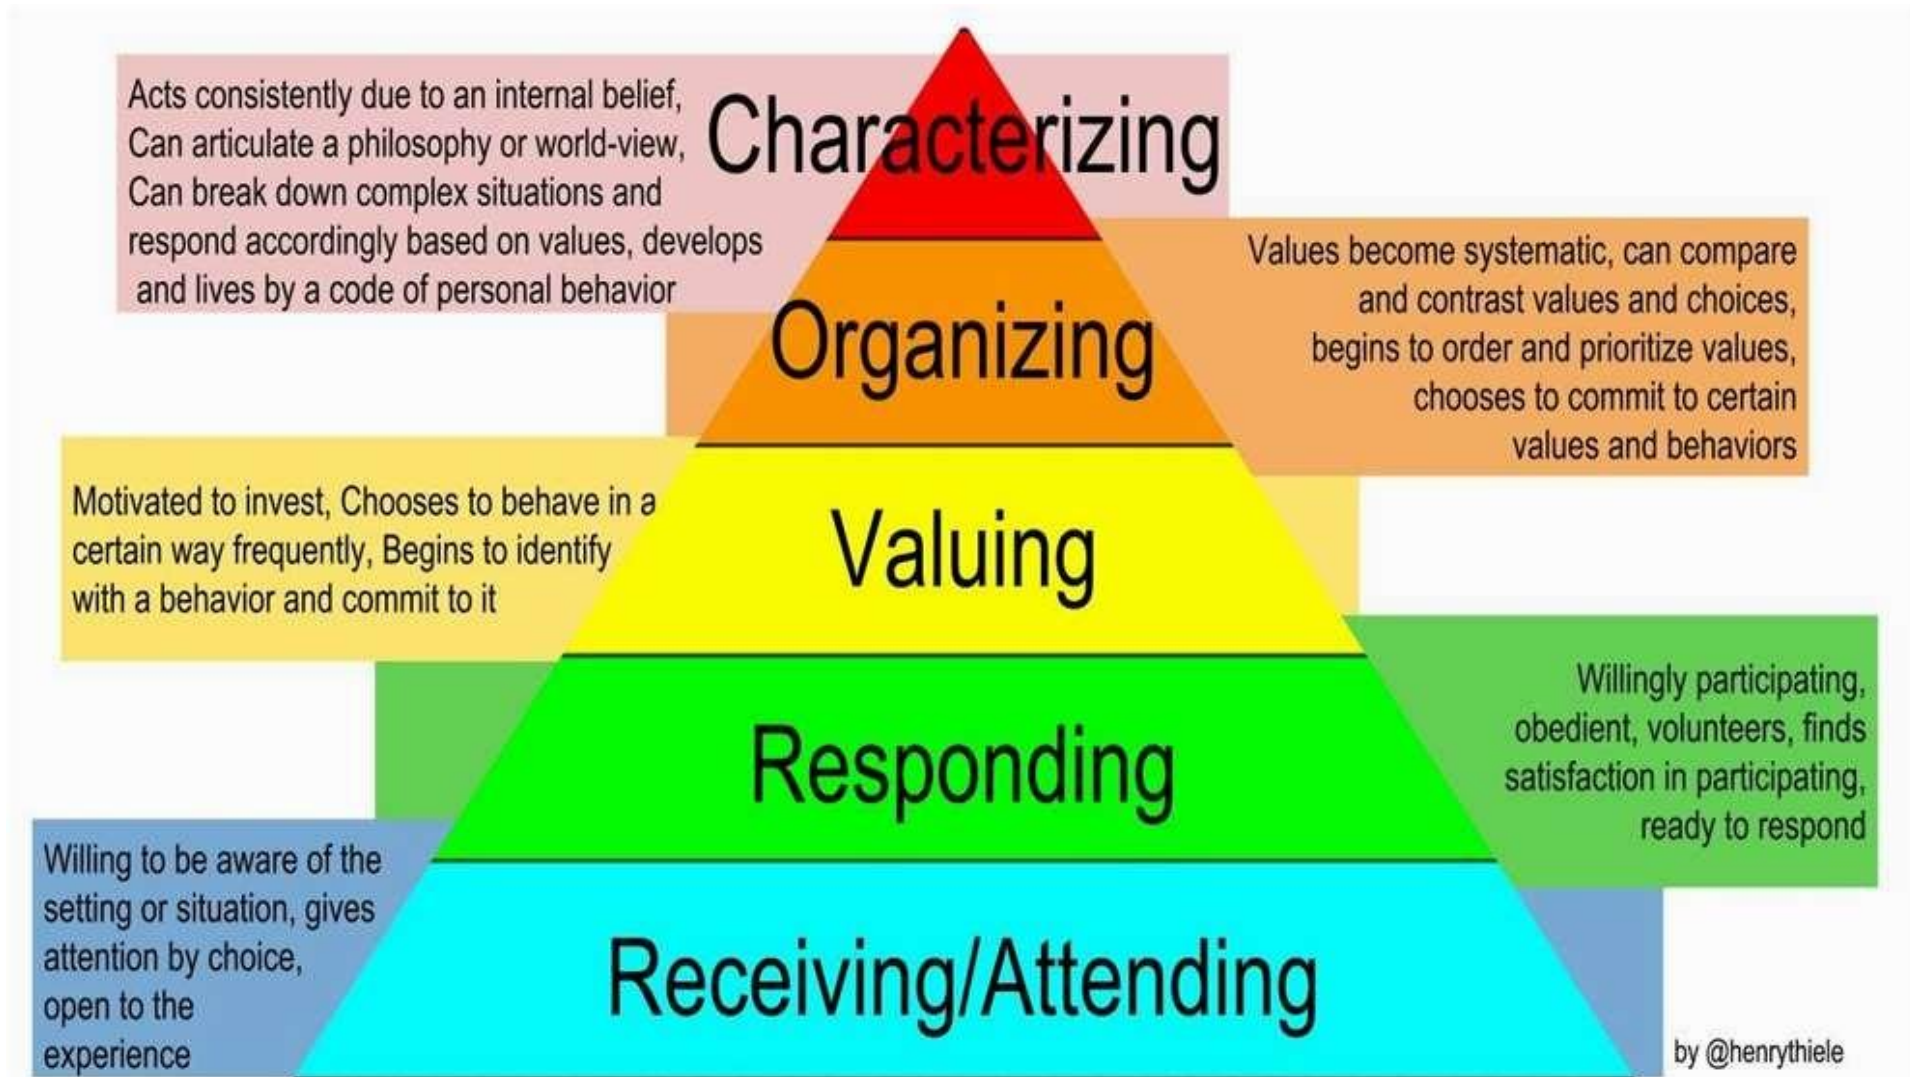 Acts consistently due to an internal belief,
Can articulate a philosophy or world-view,
Can break down complex situations and
respond accordingly based on values, develops
and lives by a code of personal behavior
Characterizing
Values become systematic, can compare
and contrast values and choices,
begins to order and prioritize values,
chooses to commit to certain
values and behaviors
Organizing
Motivated to invest, Chooses to behave in a
certain way frequently, Begins to identify
with a behavior and commit to it
Valuing
Willingly participating,
obedient, volunteers, finds
satisfaction in participating,
ready to respond
Responding
Willing to be aware of the
setting or situation, gives
attention by choice,
open to the
experience
Receiving/Attending
by @henrythiele